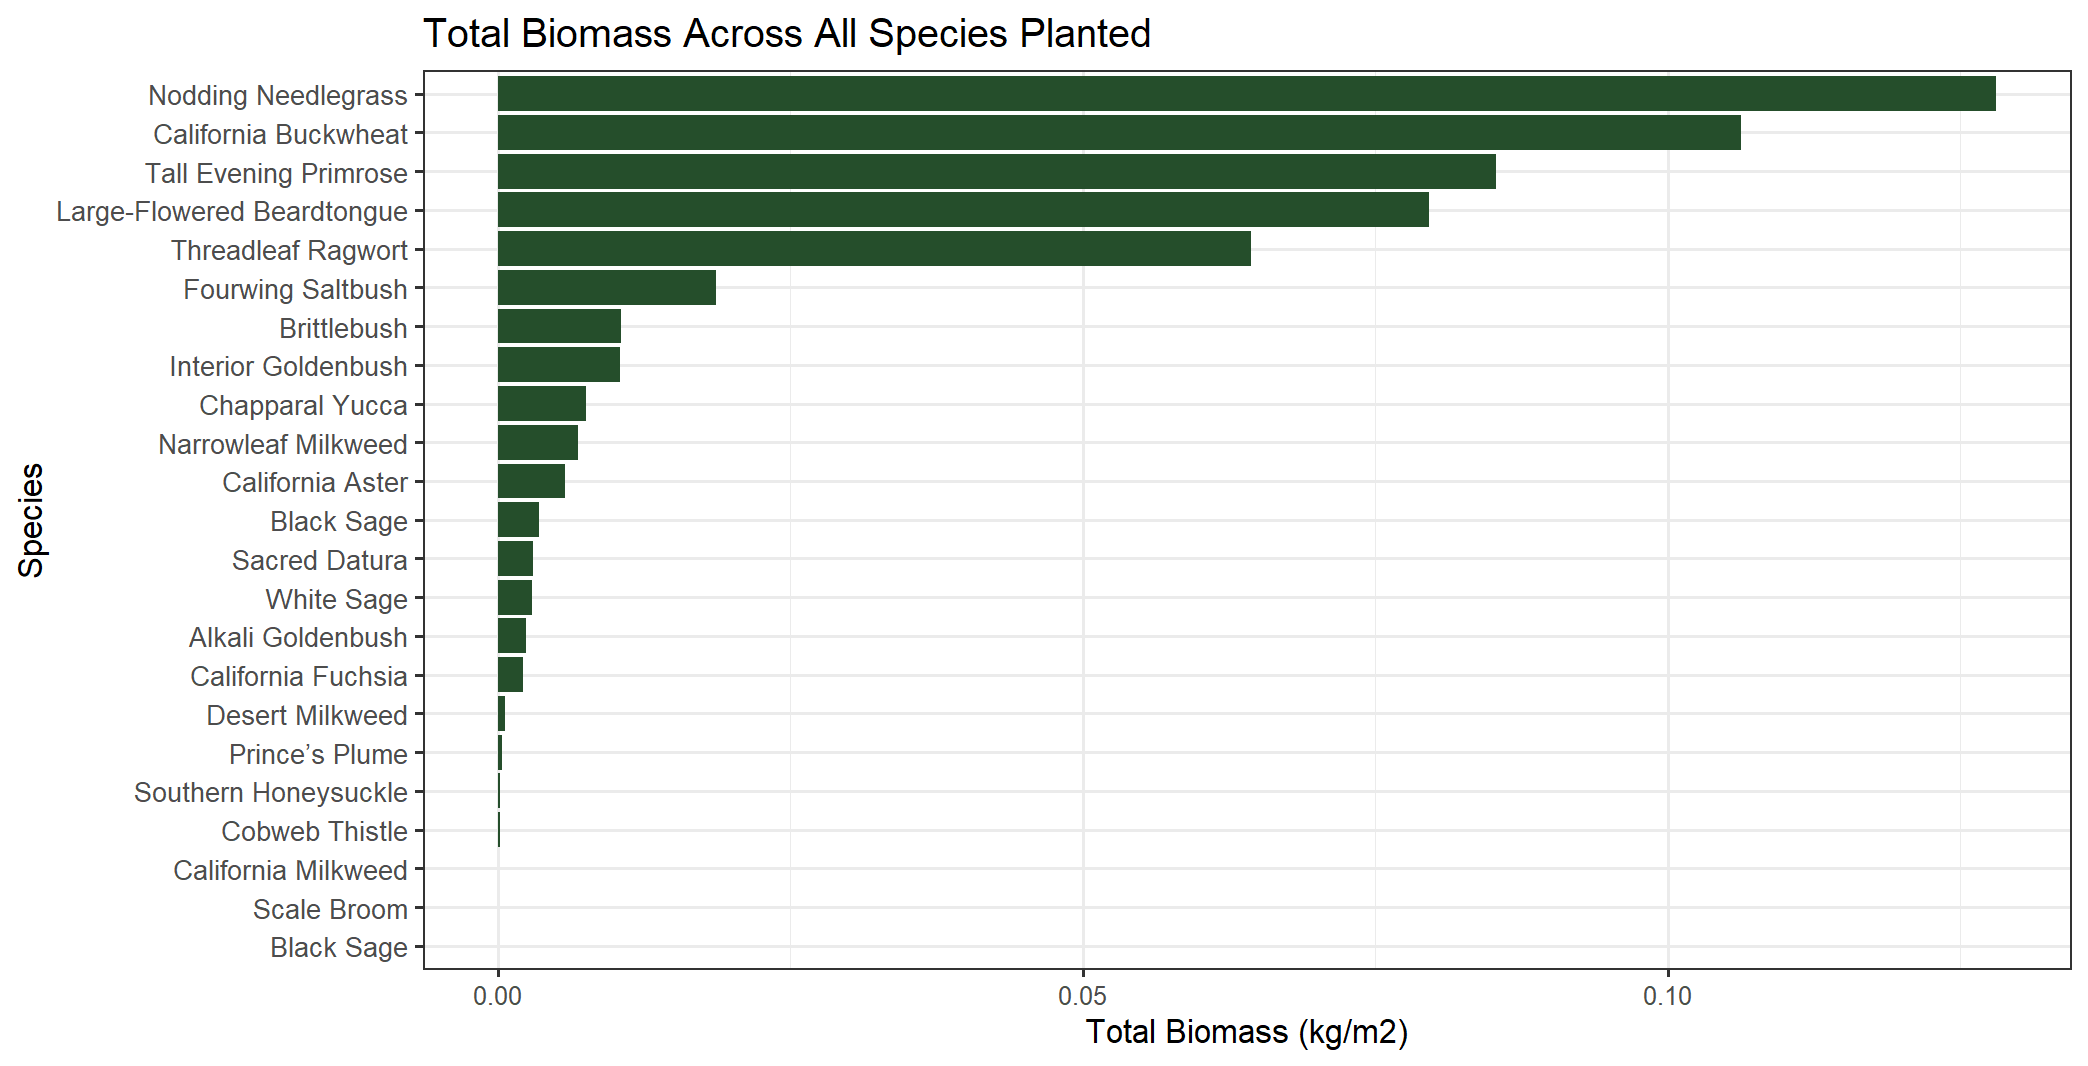 Total Biomass Across All Species Planted
Nodding Needlegrass
California Buckwheat
Tall Evening Primrose
Large-Flowered Beardtongue
Threadleaf Ragwort
Fourwing Saltbush
Brittlebush
Interior Goldenbush
Chapparal Yucca
Narrowleaf Milkweed
California Aster
Black Sage
Sacred Datura
White Sage
Alkali Goldenbush
California Fuchsia
Desert Milkweed
Prince’s Plume
Southern Honeysuckle
Cobweb Thistle
California Milkweed
Scale Broom
Black Sage
Species
0.00 0.05 0.10
Total Biomass (kg/m2)